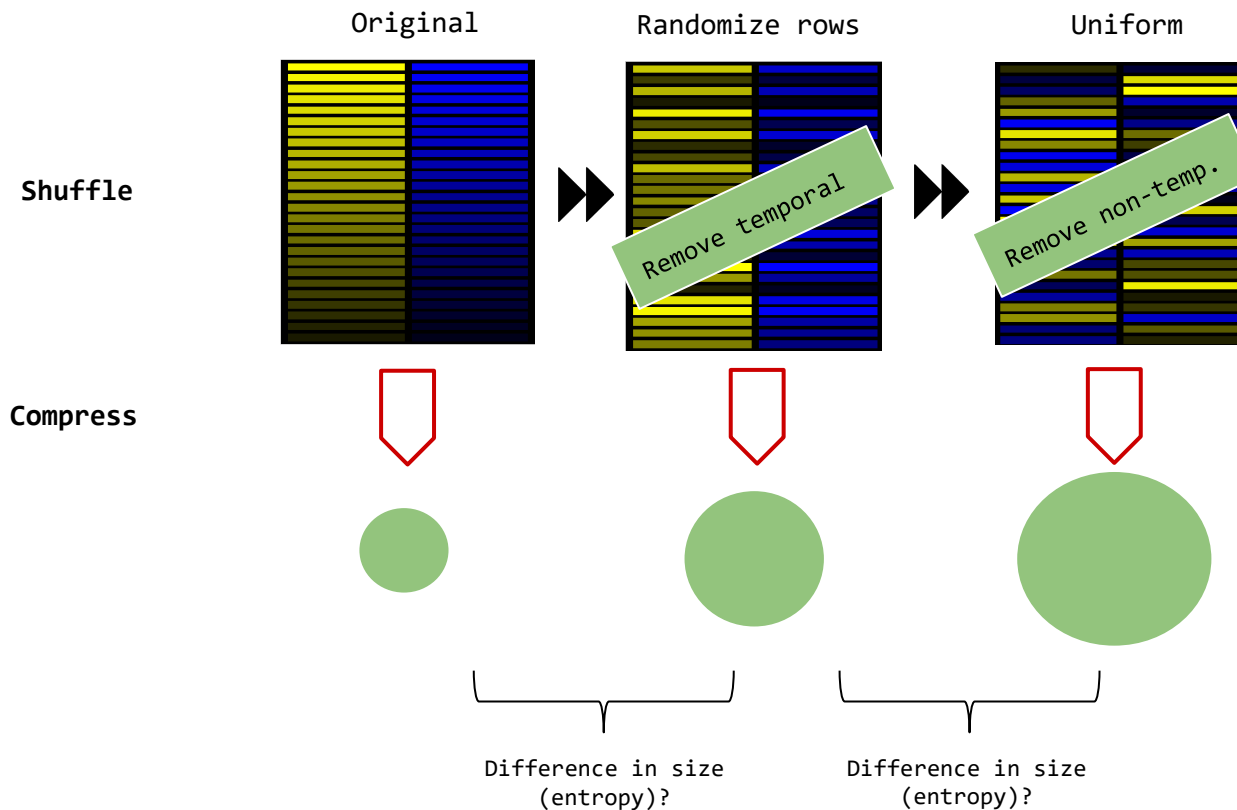 Original
Randomize rows
Uniform
Shuffle
Remove temporal
Remove non-temp.
Compress
Difference in size
(entropy)?
Difference in size
(entropy)?